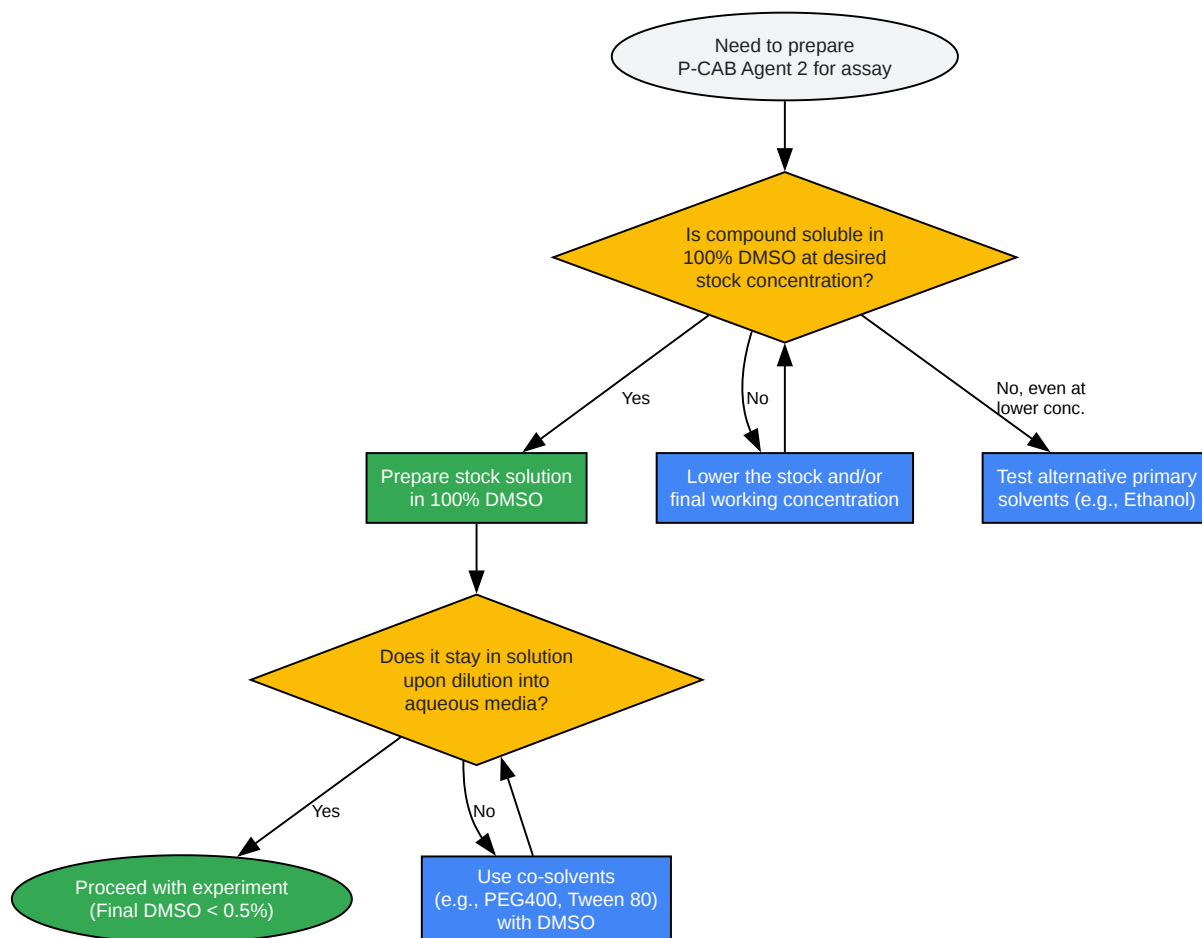 Need to prepare
P-CAB Agent 2 for assay
Is compound soluble in
100% DMSO at desired
stock concentration?
Yes
No
No, even at
lower conc.
Prepare stock solution
in 100% DMSO
Lower the stock and/or
final working concentration
Test alternative primary
solvents (e.g., Ethanol)
Does it stay in solution
upon dilution into
aqueous media?
Yes
No
Proceed with experiment
(Final DMSO < 0.5%)
Use co-solvents
(e.g., PEG400, Tween 80)
with DMSO